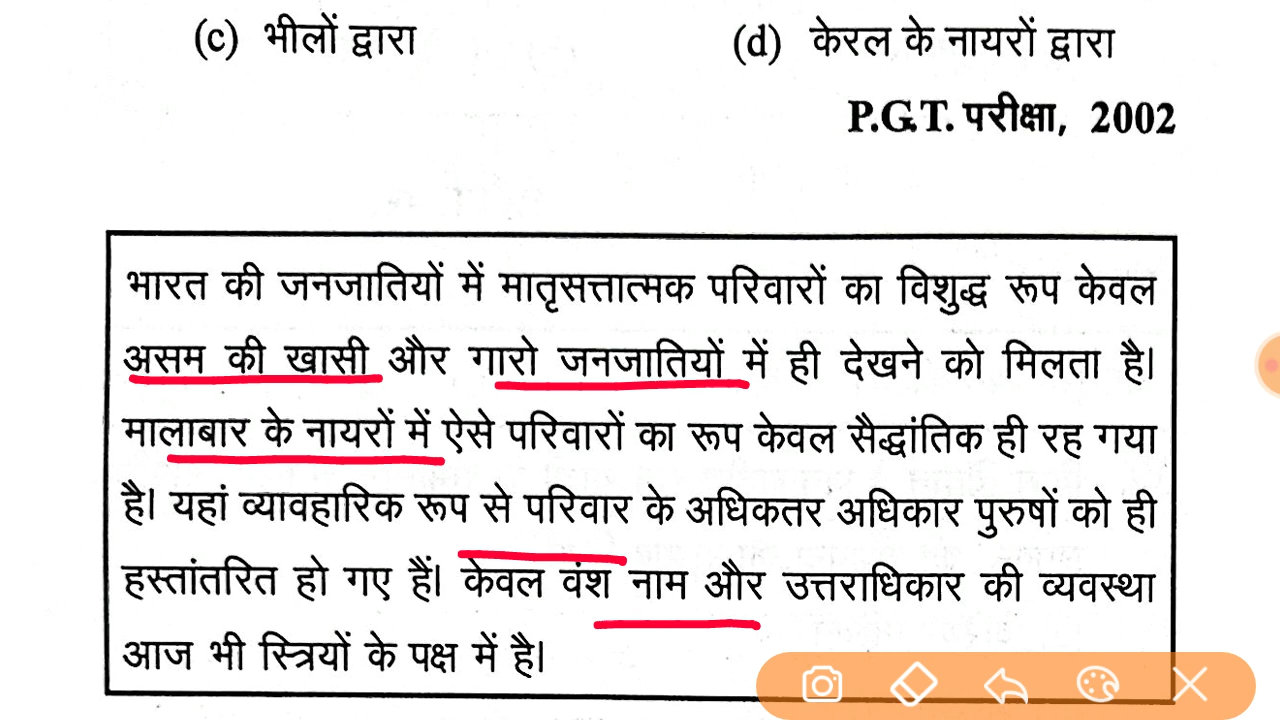 (c) भीलों द्वारा (d) केरल के नायरों द्वारा
P.G.T. परीक्षा, 2002
भारत की जनजातियों में मातृसत्तात्मक परिवारों का विशुद्ध रूप केवल
असम की खासी और गारो जनजातियों में ही देखने को मिलता है।
मालाबार के नायरों में ऐसे परिवारों का रूप केवल सैद्धांतिक ही रह गया
है। यहां व्यावहारिक रूप से परिवार के अधिकतर अधिकार पुरुषों को ही
हस्तांतरित हो गए हैं। केवल वंश नाम और उत्तराधिकार की व्यवस्था
आज भी स्त्रियों के पक्ष में है।